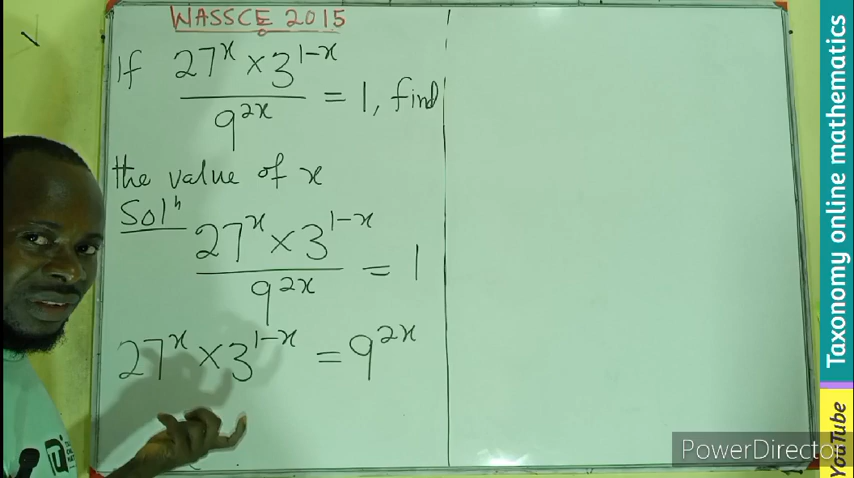 WASSCE 2015
If 27^x × 3^(1-x) / 9^(2x) = 1, find
the value of x
Solⁿ
27^x × 3^(1-x) / 9^(2x) = 1
27^x × 3^(1-x) = 9^(2x)
Taxonomy online mathematics
YouTube
PowerDirector